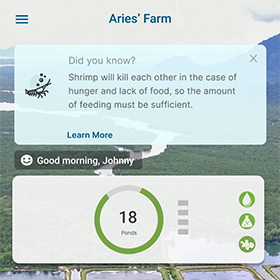 Aries’ Farm
Did you know?
Shrimp will kill each other in the case of
hunger and lack of food, so the amount
of feeding must be sufficient.
Learn More
Good morning, Johnny
18
Ponds